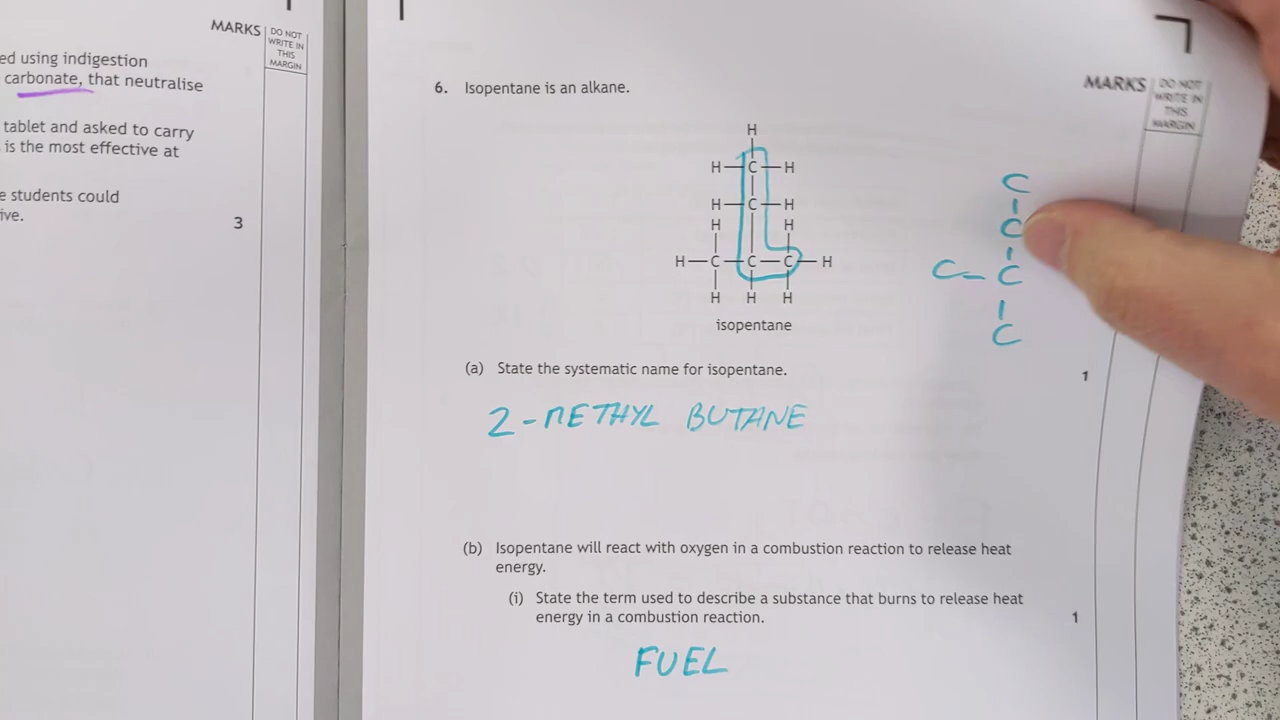 MARKS
DO NOT
WRITE IN
THIS
MARGIN
ed using indigestion
carbonate, that neutralise
tablet and asked to carry
is the most effective at
e students could
ive.
3
MARKS
DO NOT
WRITE IN
THIS
MARGIN
6. Isopentane is an alkane.
H
H—C—H
H—C—H
H H
H—C—C—C—H
H H H
isopentane
C
C
C–C
C
(a) State the systematic name for isopentane.
1
2-METHYL BUTANE
(b) Isopentane will react with oxygen in a combustion reaction to release heat
energy.
(i) State the term used to describe a substance that burns to release heat
energy in a combustion reaction.
1
FUEL